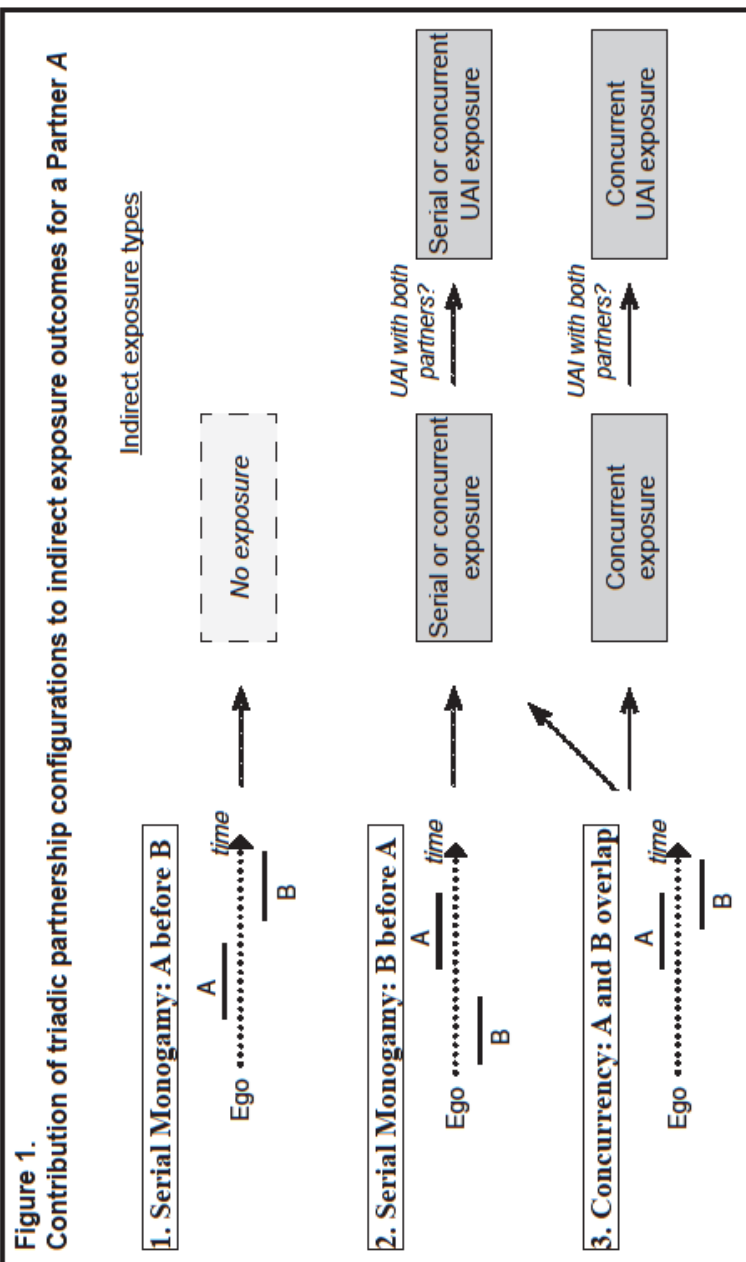 Figure 1.
Contribution of triadic partnership configurations to indirect exposure outcomes for a Partner A
Indirect exposure types
1. Serial Monogamy: A before B
Ego
A
B
time
No exposure
2. Serial Monogamy: B before A
Ego
B
A
time
Serial or concurrent
exposure
UAI with both
partners?
Serial or concurrent
UAI exposure
3. Concurrency: A and B overlap
Ego
A
B
time
Concurrent
exposure
UAI with both
partners?
Concurrent
UAI exposure